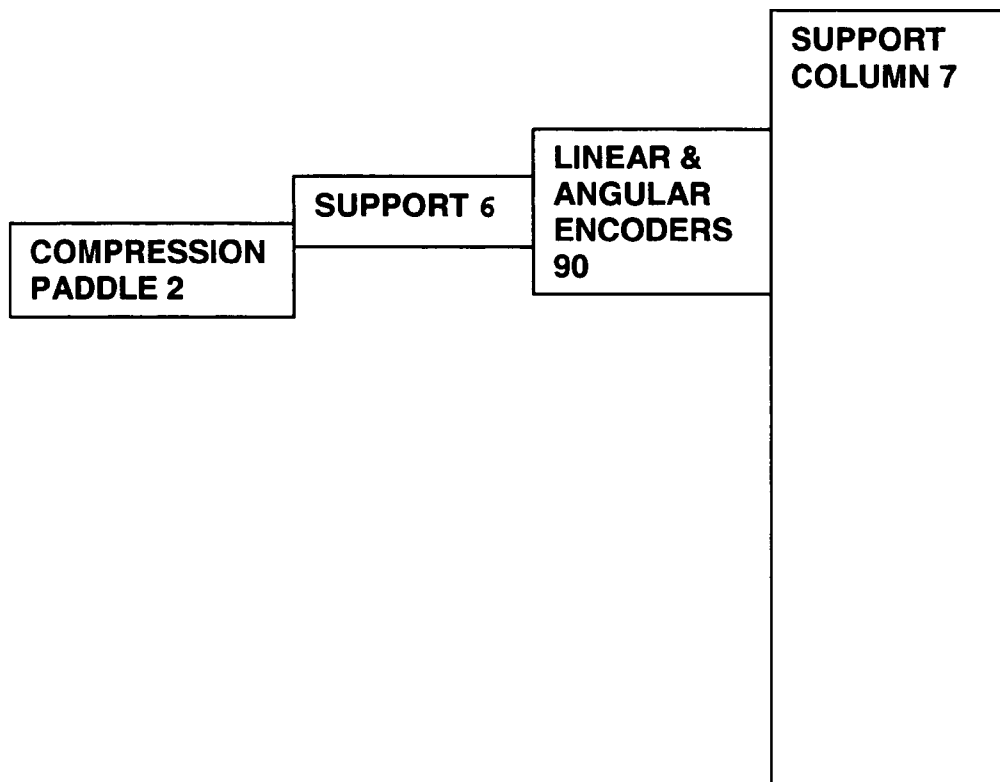 SUPPORT
COLUMN 7
LINEAR &
ANGULAR
ENCODERS
90
SUPPORT 6
COMPRESSION
PADDLE 2